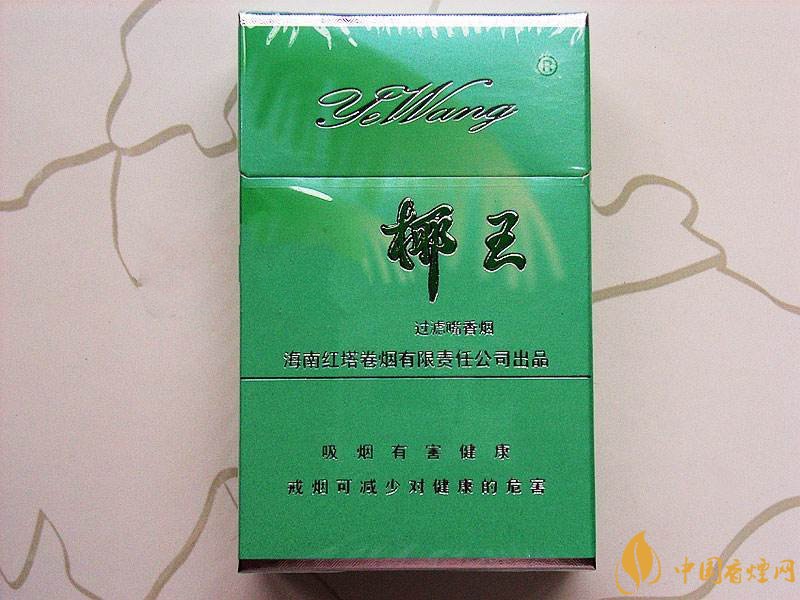 ®
YeWang
椰王
过滤嘴香烟
海南红塔卷烟有限责任公司出品
吸烟有害健康
戒烟可减少对健康的危害
中国香烟网